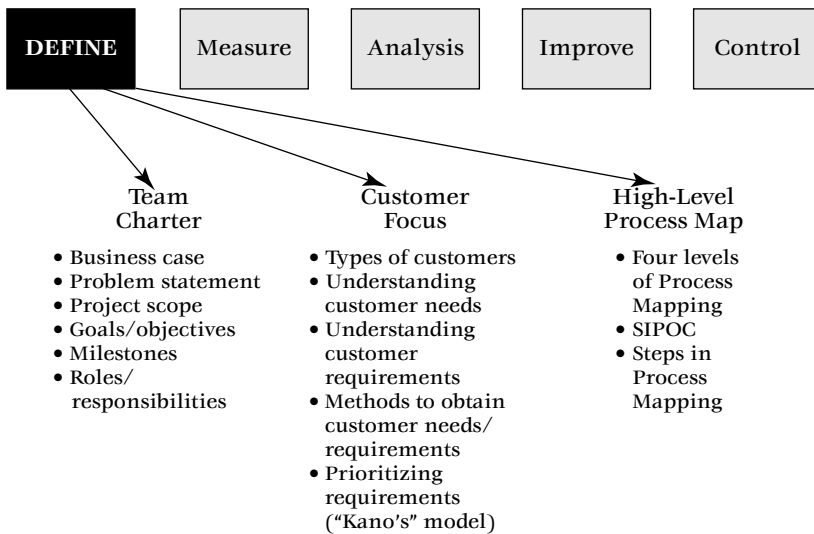 DEFINE
Measure
Analysis
Improve
Control
Team
Charter
• Business case
• Problem statement
• Project scope
• Goals/objectives
• Milestones
• Roles/
responsibilities
Customer
Focus
• Types of customers
• Understanding
customer needs
• Understanding
customer
requirements
• Methods to obtain
customer needs/
requirements
• Prioritizing
requirements
(“Kano’s” model)
High-Level
Process Map
• Four levels
of Process
Mapping
• SIPOC
• Steps in
Process
Mapping